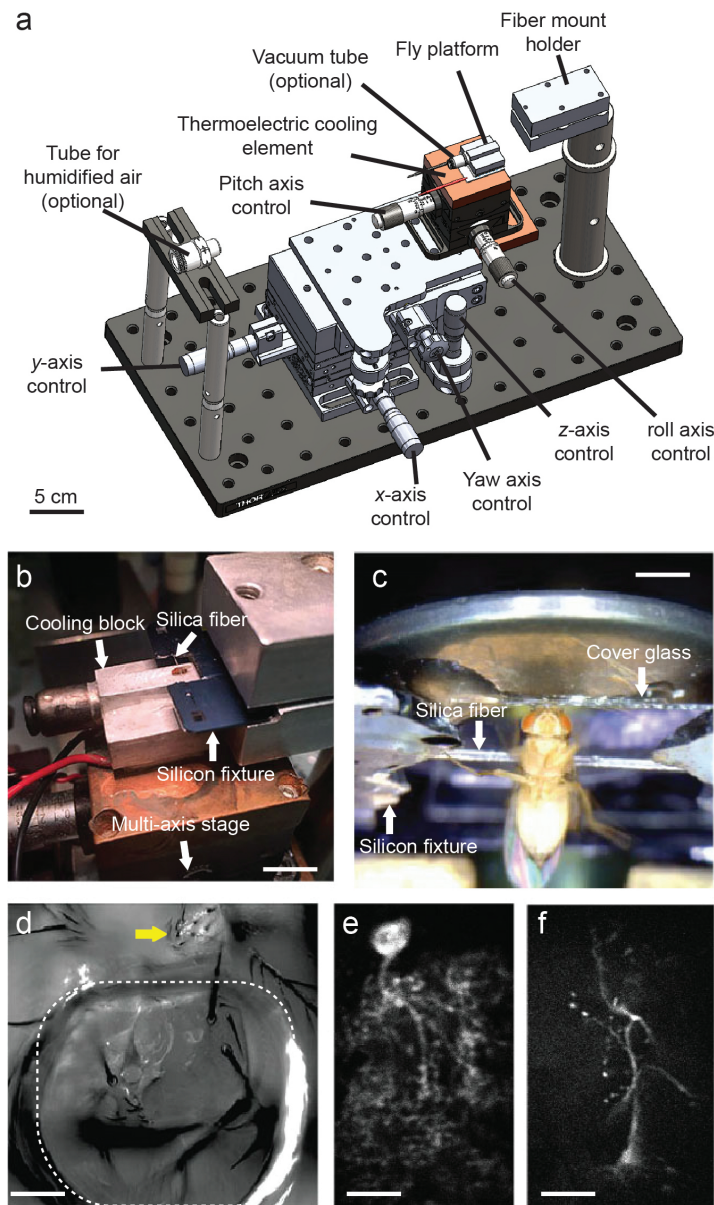 a
Fiber mount
holder
Vacuum tube
(optional)
Fly platform
Thermoelectric cooling
element
Tube for
humidified air
(optional)
Pitch axis
control
y-axis
control
z-axis
control
roll axis
control
Yaw axis
control
x-axis
control
5 cm
THOR
b
Silica fiber
Cooling block
Silicon fixture
Multi-axis stage
c
Cover glass
Silica fiber
Silicon fixture
d
e
f